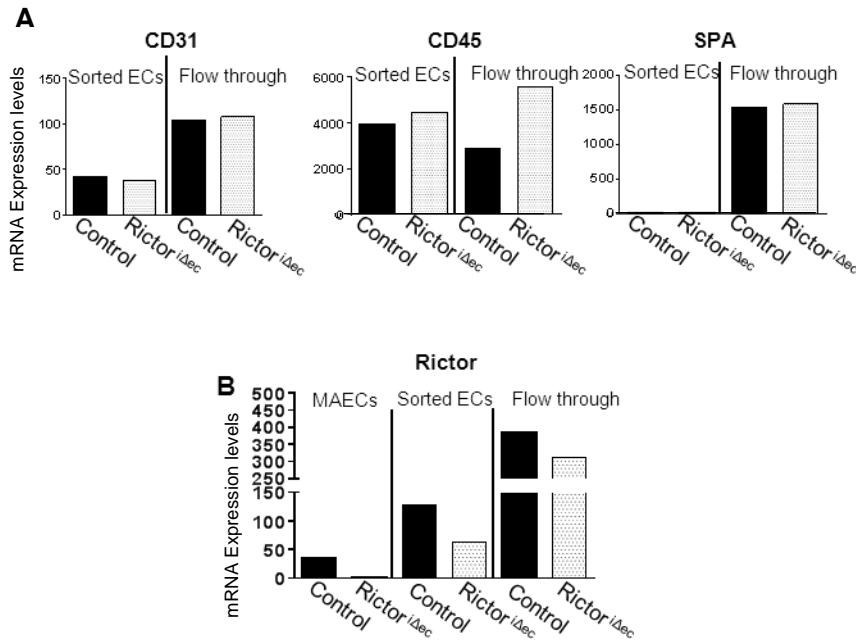 A
CD31
CD45
SPA
mRNA Expression levels
150
100
50
0
Sorted ECs
Flow through
Control
Rictor iΔec
Control
Rictor iΔec
6000
4000
2000
0
Sorted ECs
Flow through
Control
Rictor iΔec
Control
Rictor iΔec
2000
1500
1000
500
0
Sorted ECs
Flow through
Control
Rictor iΔec
Control
Rictor iΔec
B
Rictor
mRNA Expression levels
500
450
400
350
300
250
150
100
50
0
MAECs
Sorted ECs
Flow through
Control
Rictor iΔec
Control
Rictor iΔec
Control
Rictor iΔec